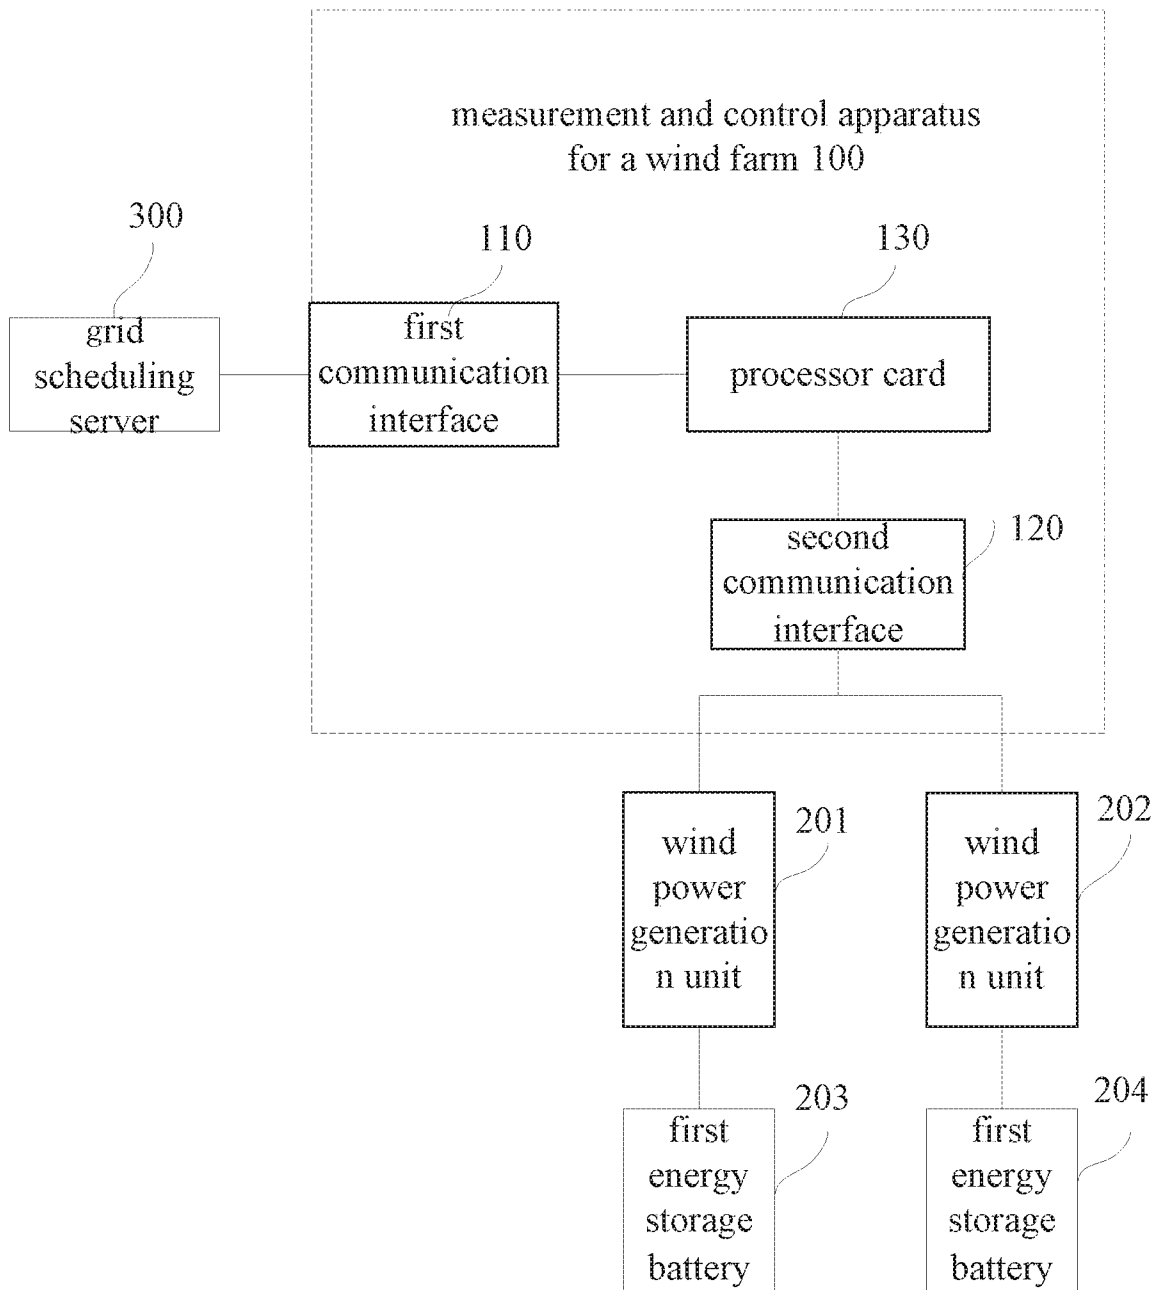 measurement and control apparatus
for a wind farm 100
300
110
130
grid
scheduling
server
first
communication
interface
processor card
120
second
communication
interface
201
202
wind
power
generatio
n unit
wind
power
generatio
n unit
203
204
first
energy
storage
battery
first
energy
storage
battery